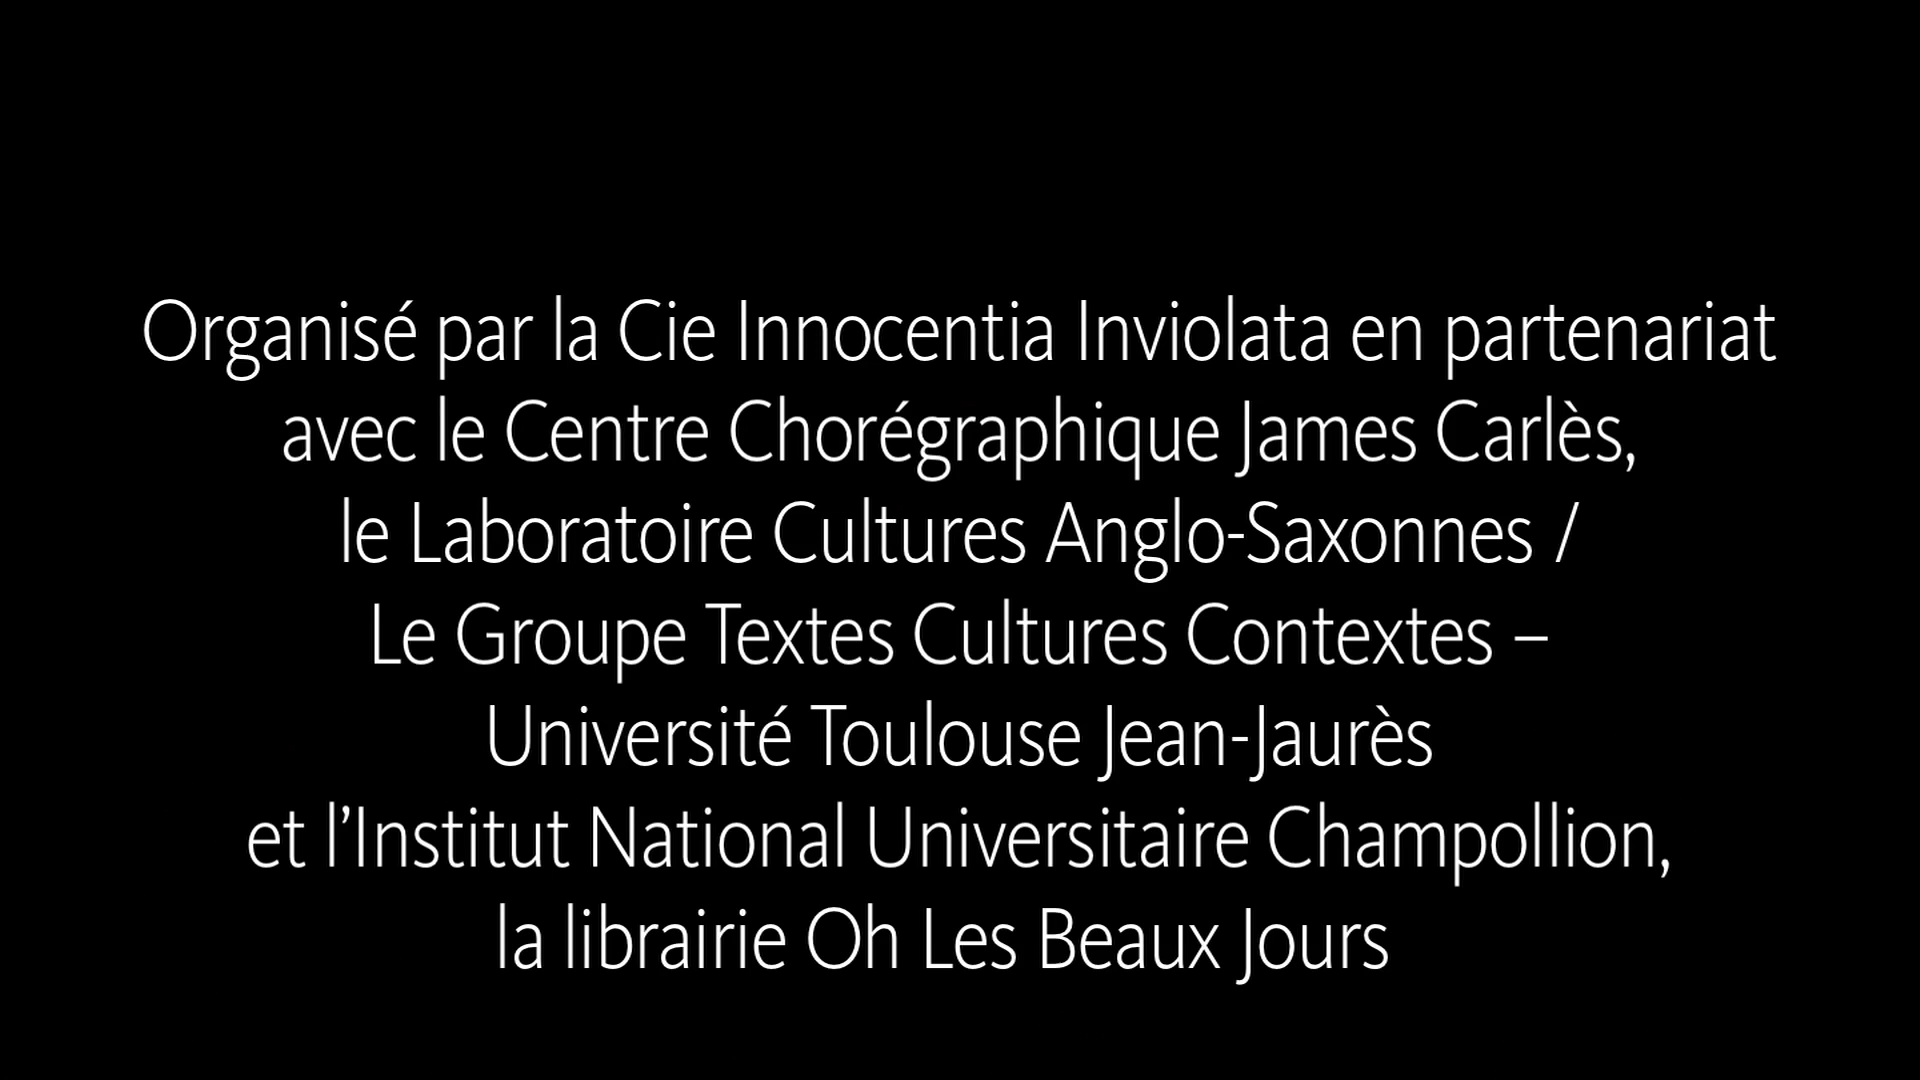 Organisé par la Cie Innocentia Inviolata en partenariat
avec le Centre Chorégraphique James Carlès,
le Laboratoire Cultures Anglo-Saxonnes /
Le Groupe Textes Cultures Contextes –
Université Toulouse Jean-Jaurès
et l’Institut National Universitaire Champollion,
la librairie Oh Les Beaux Jours